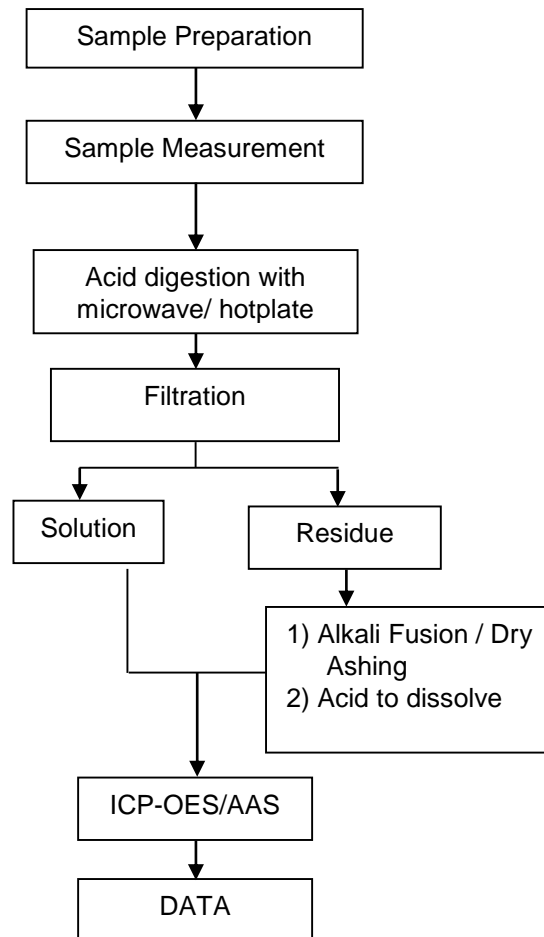 Sample Preparation
Sample Measurement
Acid digestion with
microwave/ hotplate
Filtration
Solution
Residue
1) Alkali Fusion / Dry
Ashing
2) Acid to dissolve
ICP-OES/AAS
DATA